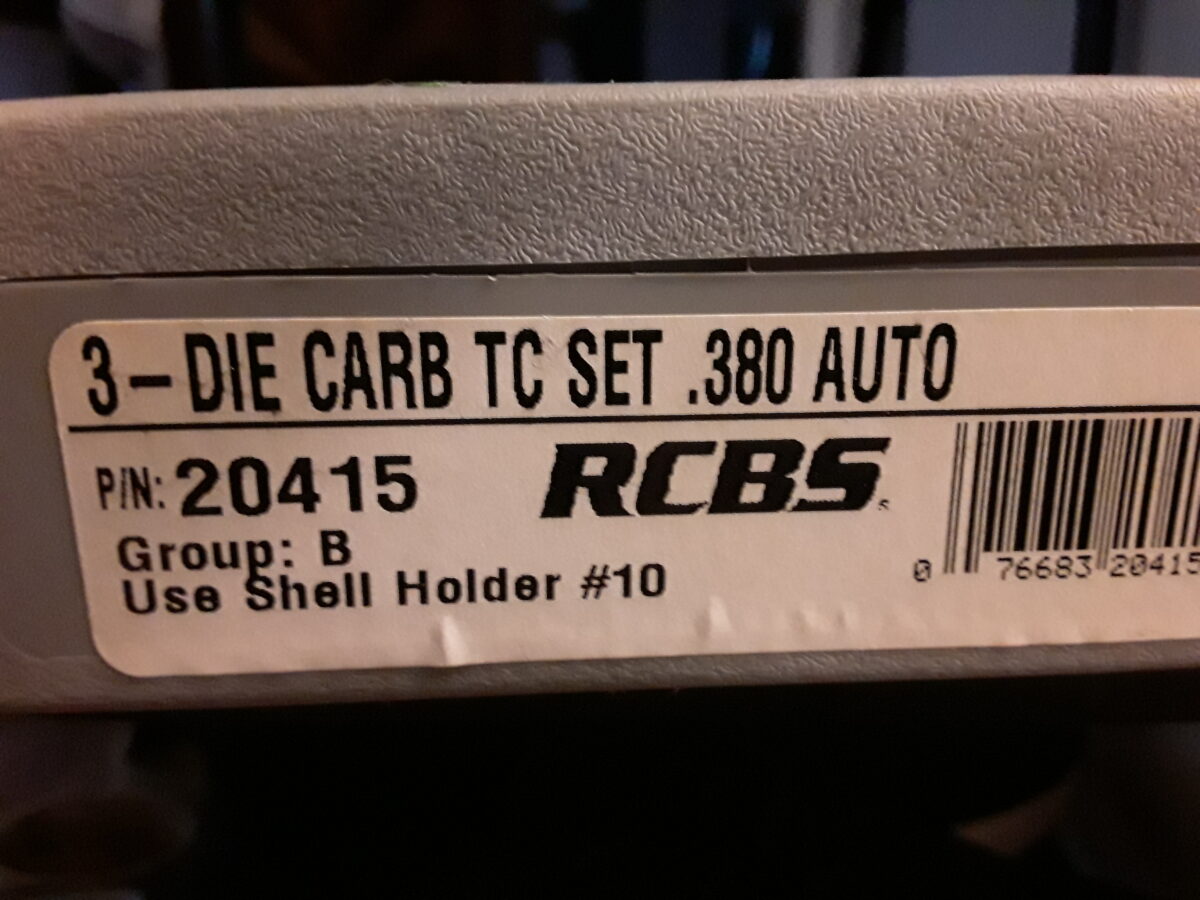 3-DIE CARB TC SET .380 AUTO
P/N: 20415
RCBS
Group: B
Use Shell Holder #10
0 76683 20415